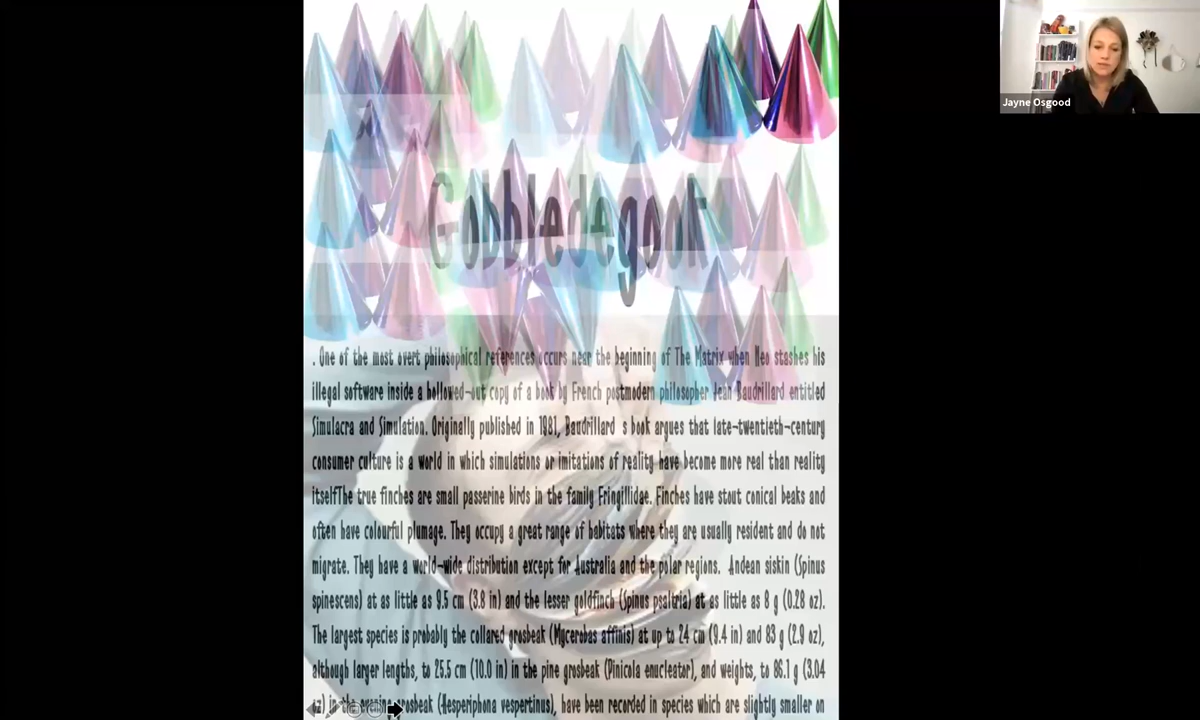 Jayne Osgood
Gobbledegook
. One of the most overt philosophical references occurs near the beginning of The Matrix when Neo stashes his
illegal software inside a hollowed-out copy of a book by French postmodern philosopher Jean Baudrillard entitled
Simulacra and Simulation. Originally published in 1981, Baudrillard s book argues that late-twentieth-century
consumer culture is a world in which simulations or imitations of reality have become more real than reality
itselfThe true finches are small passerine birds in the family Fringillidae. Finches have stout conical beaks and
often have colourful plumage. They occupy a great range of habitats where they are usually resident and do not
migrate. They have a world-wide distribution except for Australia and the polar regions. Andean siskin (Spinus
spinescens) at as little as 9.5 cm (3.8 in) and the lesser goldfinch (Spinus psaltria) at as little as 8 g (0.28 oz).
The largest species is probably the collared grosbeak (Mycerobas affinis) at up to 24 cm (9.4 in) and 83 g (2.9 oz),
although larger lengths, to 25.5 cm (10.0 in) in the pine grosbeak (Pinicola enucleator), and weights, to 86.1 g (3.04
oz) in the evening grosbeak (Hesperiphona vespertinus), have been recorded in species which are slightly smaller on